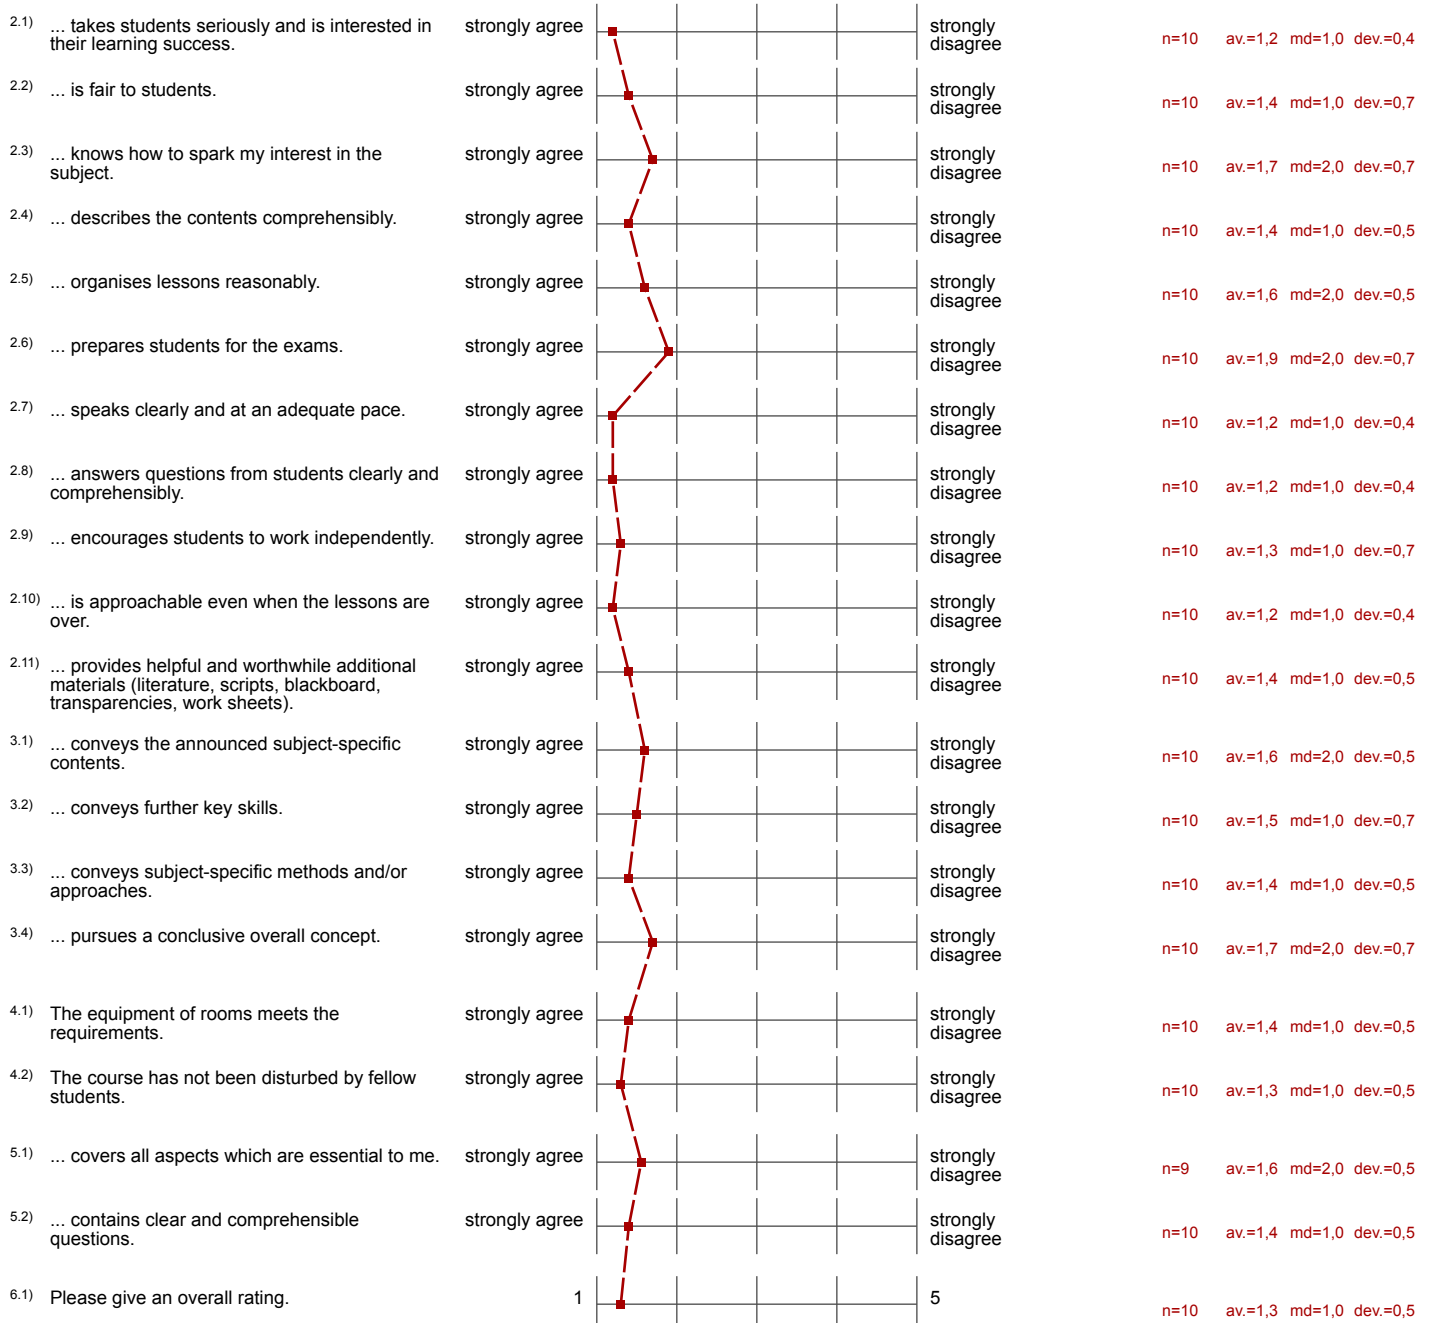 2.1) ... takes students seriously and is interested in their learning success. strongly agree strongly disagree n=10 av.=1,2 md=1,0 dev.=0,4
2.2) ... is fair to students. strongly agree strongly disagree n=10 av.=1,4 md=1,0 dev.=0,7
2.3) ... knows how to spark my interest in the subject. strongly agree strongly disagree n=10 av.=1,7 md=2,0 dev.=0,7
2.4) ... describes the contents comprehensibly. strongly agree strongly disagree n=10 av.=1,4 md=1,0 dev.=0,5
2.5) ... organises lessons reasonably. strongly agree strongly disagree n=10 av.=1,6 md=2,0 dev.=0,5
2.6) ... prepares students for the exams. strongly agree strongly disagree n=10 av.=1,9 md=2,0 dev.=0,7
2.7) ... speaks clearly and at an adequate pace. strongly agree strongly disagree n=10 av.=1,2 md=1,0 dev.=0,4
2.8) ... answers questions from students clearly and comprehensibly. strongly agree strongly disagree n=10 av.=1,2 md=1,0 dev.=0,4
2.9) ... encourages students to work independently. strongly agree strongly disagree n=10 av.=1,3 md=1,0 dev.=0,7
2.10) ... is approachable even when the lessons are over. strongly agree strongly disagree n=10 av.=1,2 md=1,0 dev.=0,4
2.11) ... provides helpful and worthwhile additional materials (literature, scripts, blackboard, transparencies, work sheets). strongly agree strongly disagree n=10 av.=1,4 md=1,0 dev.=0,5
3.1) ... conveys the announced subject-specific contents. strongly agree strongly disagree n=10 av.=1,6 md=2,0 dev.=0,5
3.2) ... conveys further key skills. strongly agree strongly disagree n=10 av.=1,5 md=1,0 dev.=0,7
3.3) ... conveys subject-specific methods and/or approaches. strongly agree strongly disagree n=10 av.=1,4 md=1,0 dev.=0,5
3.4) ... pursues a conclusive overall concept. strongly agree strongly disagree n=10 av.=1,7 md=2,0 dev.=0,7
4.1) The equipment of rooms meets the requirements. strongly agree strongly disagree n=10 av.=1,4 md=1,0 dev.=0,5
4.2) The course has not been disturbed by fellow students. strongly agree strongly disagree n=10 av.=1,3 md=1,0 dev.=0,5
5.1) ... covers all aspects which are essential to me. strongly agree strongly disagree n=9 av.=1,6 md=2,0 dev.=0,5
5.2) ... contains clear and comprehensible questions. strongly agree strongly disagree n=10 av.=1,4 md=1,0 dev.=0,5
6.1) Please give an overall rating. 1 5 n=10 av.=1,3 md=1,0 dev.=0,5